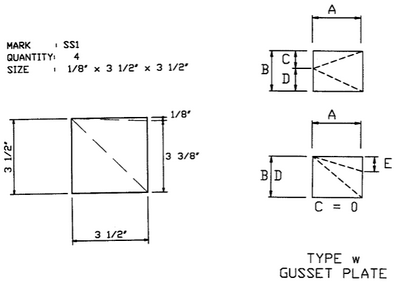 MARK : SS1
QUANTITY: 4
SIZE : 1/8" x 3 1/2" x 3 1/2"
1/8"
3 1/2"
3 3/8"
3 1/2"
A
B
C
D
A
B D
E
C = 0
TYPE w
GUSSET PLATE